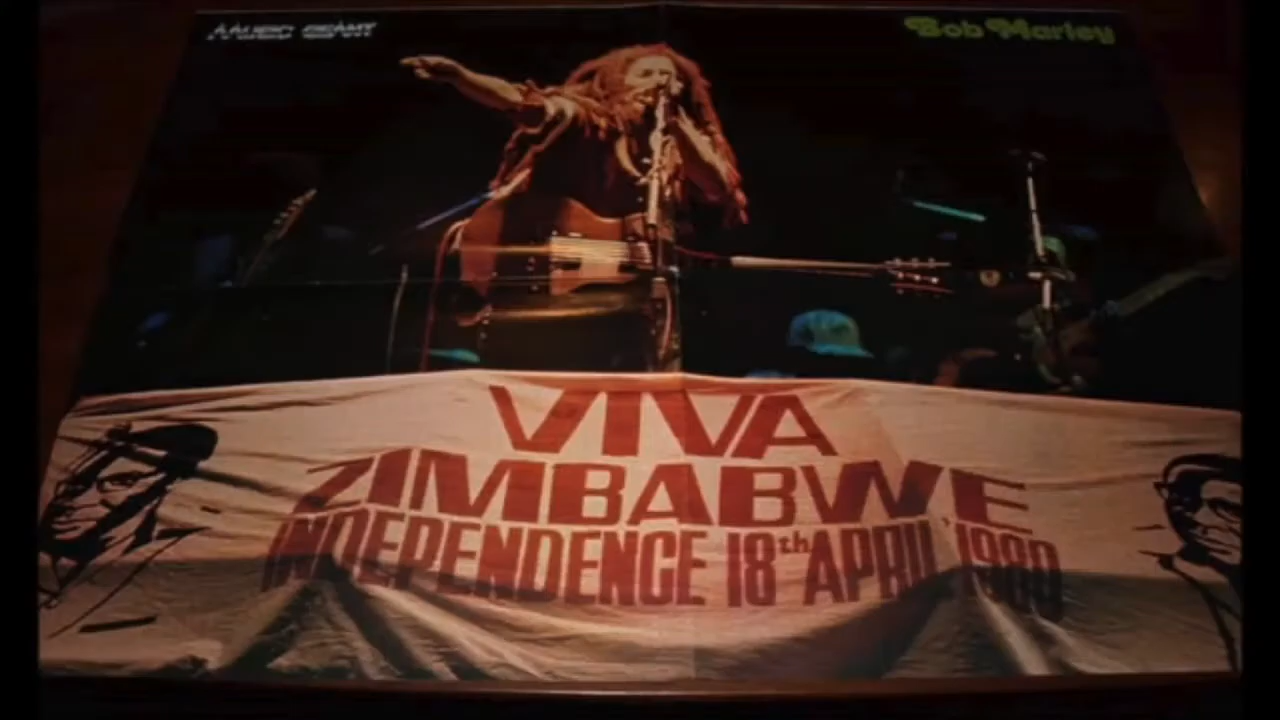 MUSIC GIANT
Bob Marley
VIVA
ZIMBABWE
INDEPENDENCE 18th APRIL, 1980